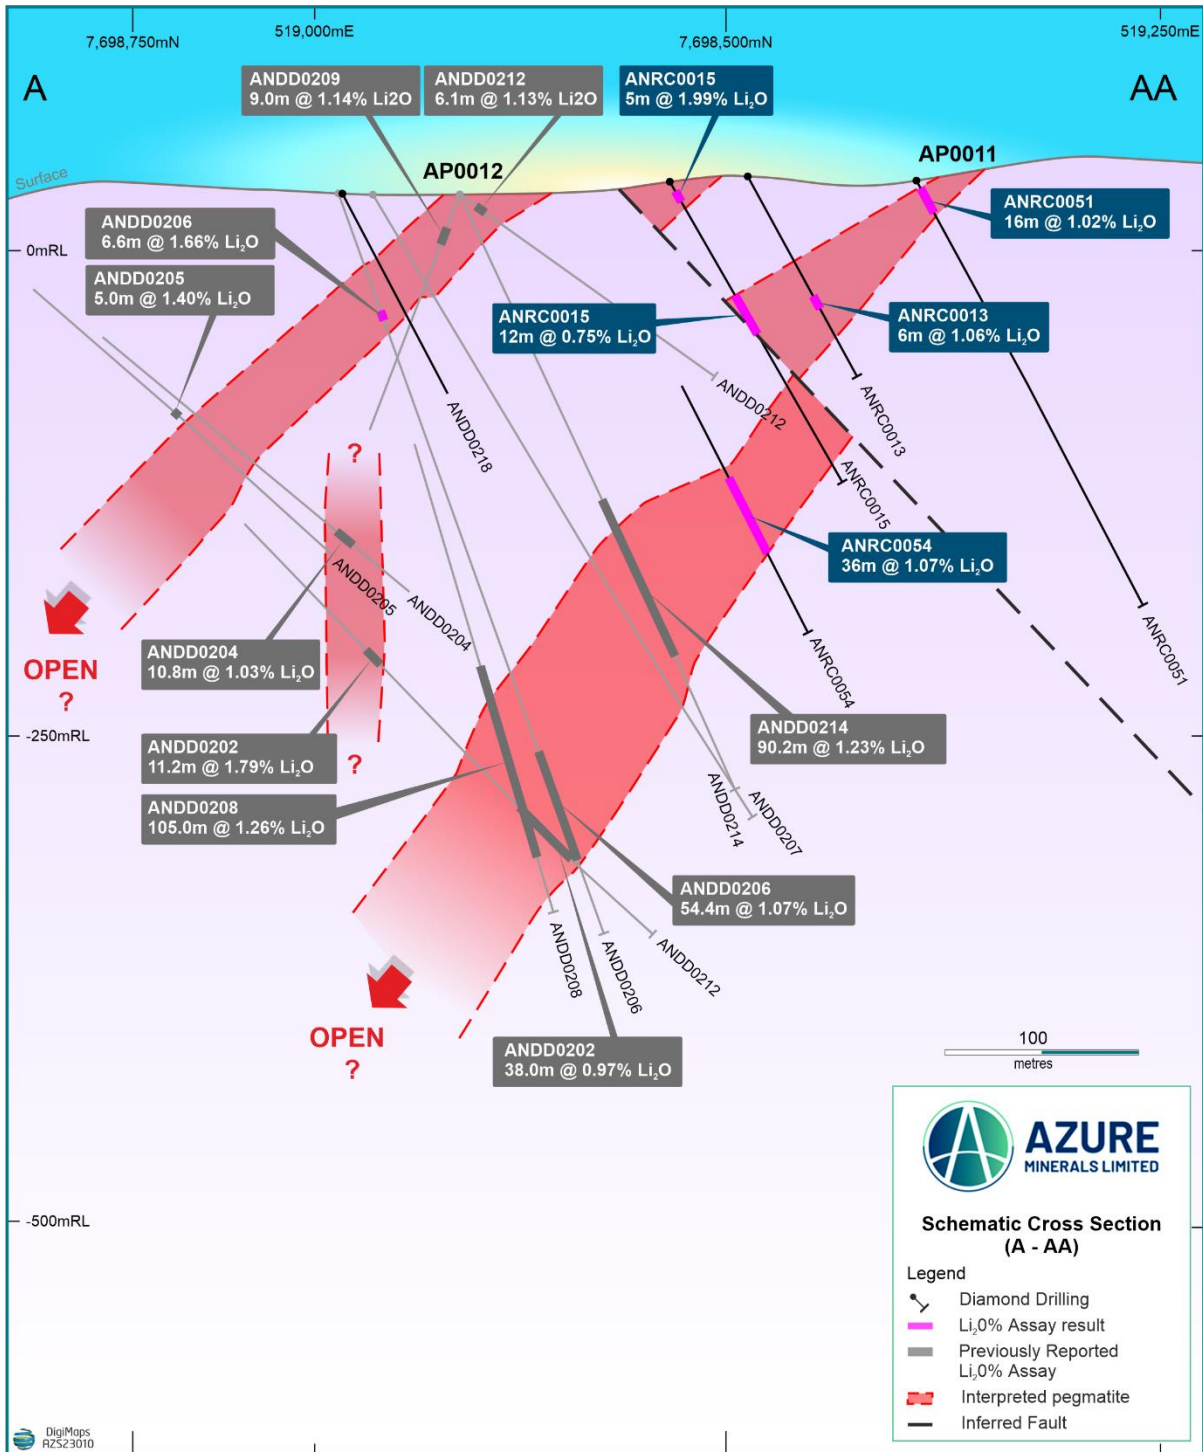 7,698,750mN
519,000mE
7,698,500mN
519,250mE
A
AA
ANDD0209
9.0m @ 1.14% Li2O
ANDD0212
6.1m @ 1.13% Li2O
ANRC0015
5m @ 1.99% Li₂O
AP0012
AP0011
Surface
ANRC0051
16m @ 1.02% Li₂O
ANDD0206
6.6m @ 1.66% Li₂O
0mRL
ANDD0205
5.0m @ 1.40% Li₂O
ANRC0015
12m @ 0.75% Li₂O
ANRC0013
6m @ 1.06% Li₂O
ANDD0212
ANRC0013
ANDD0218
?
ANRC0015
ANRC0054
36m @ 1.07% Li₂O
ANDD0205
ANDD0204
OPEN
?
ANDD0204
10.8m @ 1.03% Li₂O
ANRC0054
ANRC0051
ANDD0214
90.2m @ 1.23% Li₂O
-250mRL
ANDD0202
11.2m @ 1.79% Li₂O
?
ANDD0208
105.0m @ 1.26% Li₂O
ANDD0214
ANDD0207
ANDD0206
54.4m @ 1.07% Li₂O
ANDD0208
ANDD0206
ANDD0212
OPEN
?
ANDD0202
38.0m @ 0.97% Li₂O
100
metres
-500mRL
AZURE
MINERALS LIMITED
Schematic Cross Section
(A - AA)
Legend
Diamond Drilling
Li₂0% Assay result
Previously Reported
Li₂0% Assay
Interpreted pegmatite
Inferred Fault
DigiMaps
AZS23010